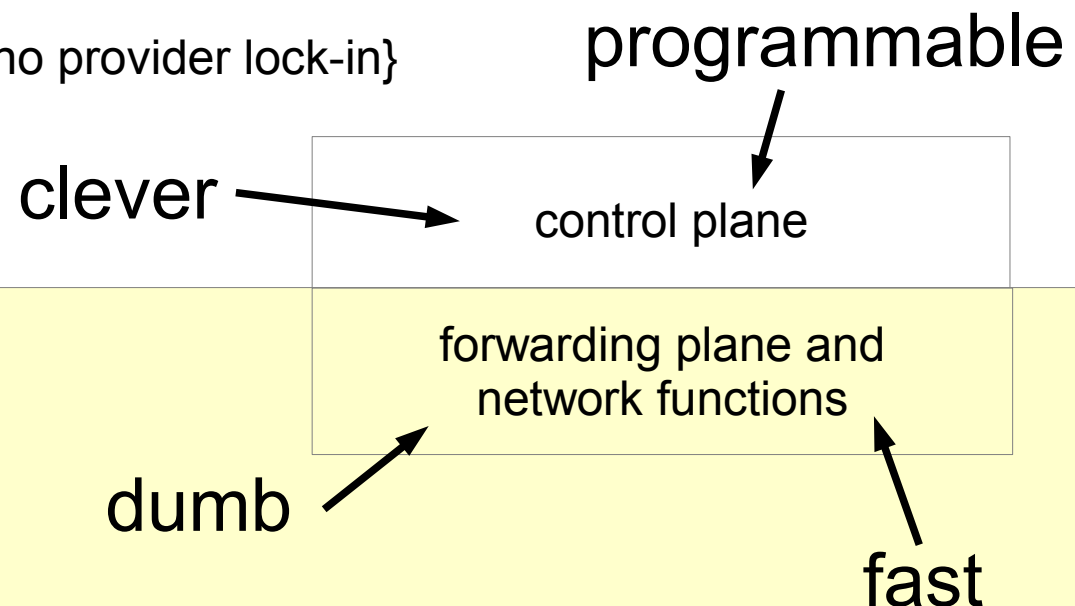 no provider lock-in}
programmable
clever
control plane
forwarding plane and
network functions
dumb
fast